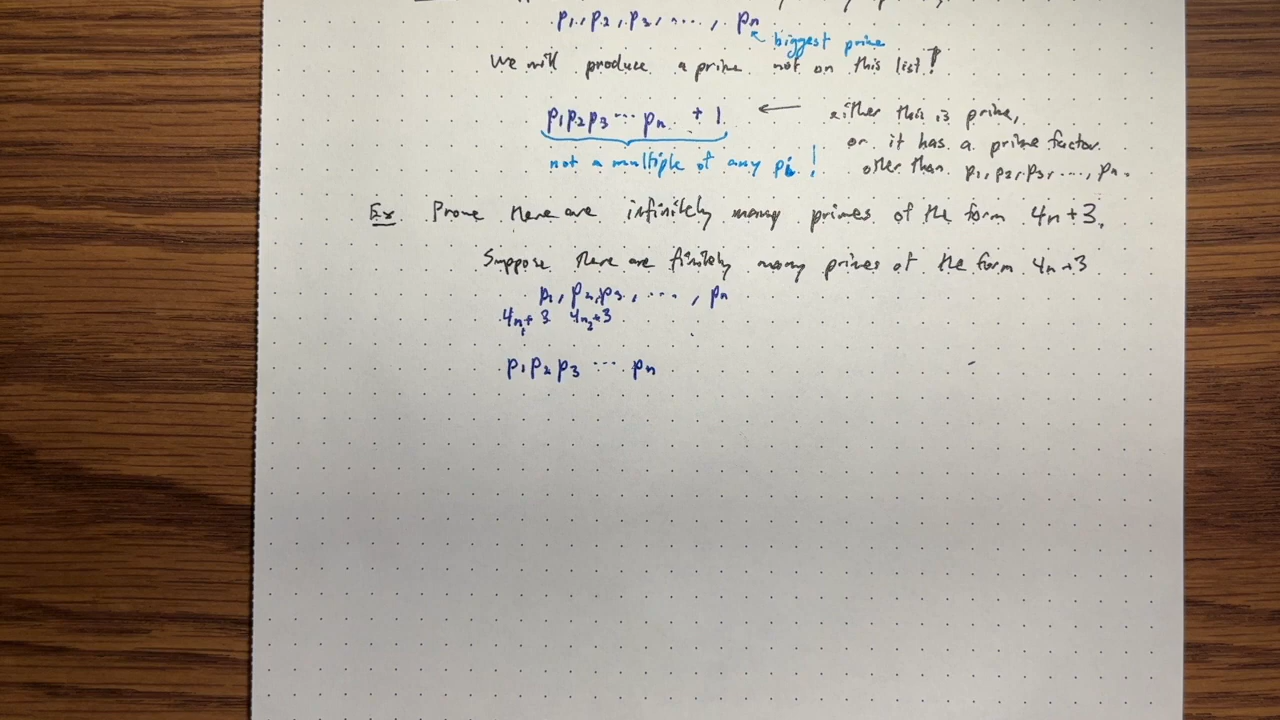 p1, p2, p3, ...., pn
biggest prime
We will produce a prime not on this list!
p1p2p3 ... pn + 1 ← either this is prime,
or it has a prime factor
not a multiple of any pi! other than p1, p2, p3, ..., pn.
Ex Prove there are infinitely many primes of the form 4n+3.
Suppose there are finitely many primes of the form 4n+3
p1, p2, p3, ...., pn
4n1+3 4n2+3
p1p2p3 ... pn